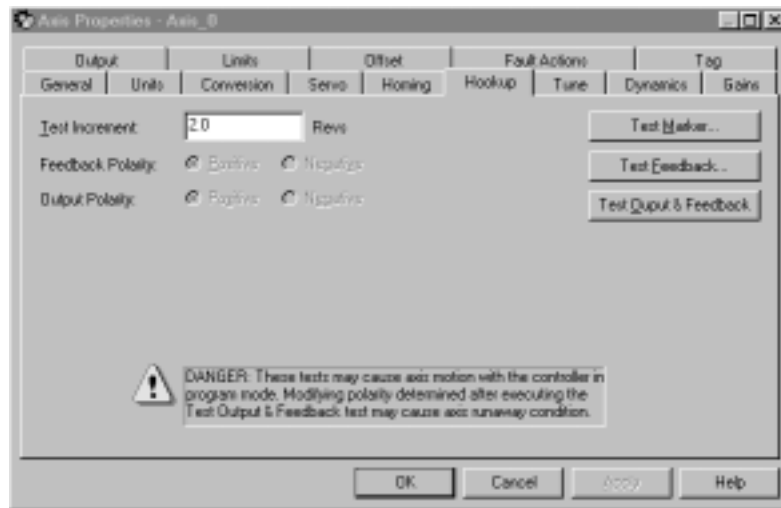 Axis Properties - Axis_0
Output Limits Offset Fault Actions Tag
General Units Conversion Servo Homing Hookup Tune Dynamics Gains
Test Increment: 2.0 Revs Test Marker...
Feedback Polarity: Positive Negative Test Feedback...
Output Polarity: Positive Negative Test Ouput & Feedback
DANGER: These tests may cause axis motion with the controller in
program mode. Modifying polarity determined after executing the
Test Output & Feedback test may cause axis runaway condition.
OK Cancel Apply Help